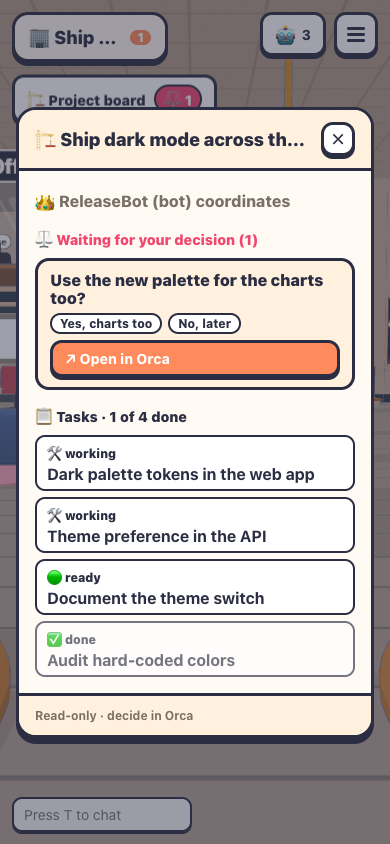 Ship ... 1
3
Project board 1
Ship dark mode across th...
ReleaseBot (bot) coordinates
Waiting for your decision (1)
Use the new palette for the charts
too?
Yes, charts too No, later
↗ Open in Orca
Tasks · 1 of 4 done
working
Dark palette tokens in the web app
working
Theme preference in the API
ready
Document the theme switch
done
Audit hard-coded colors
Read-only · decide in Orca
Press T to chat